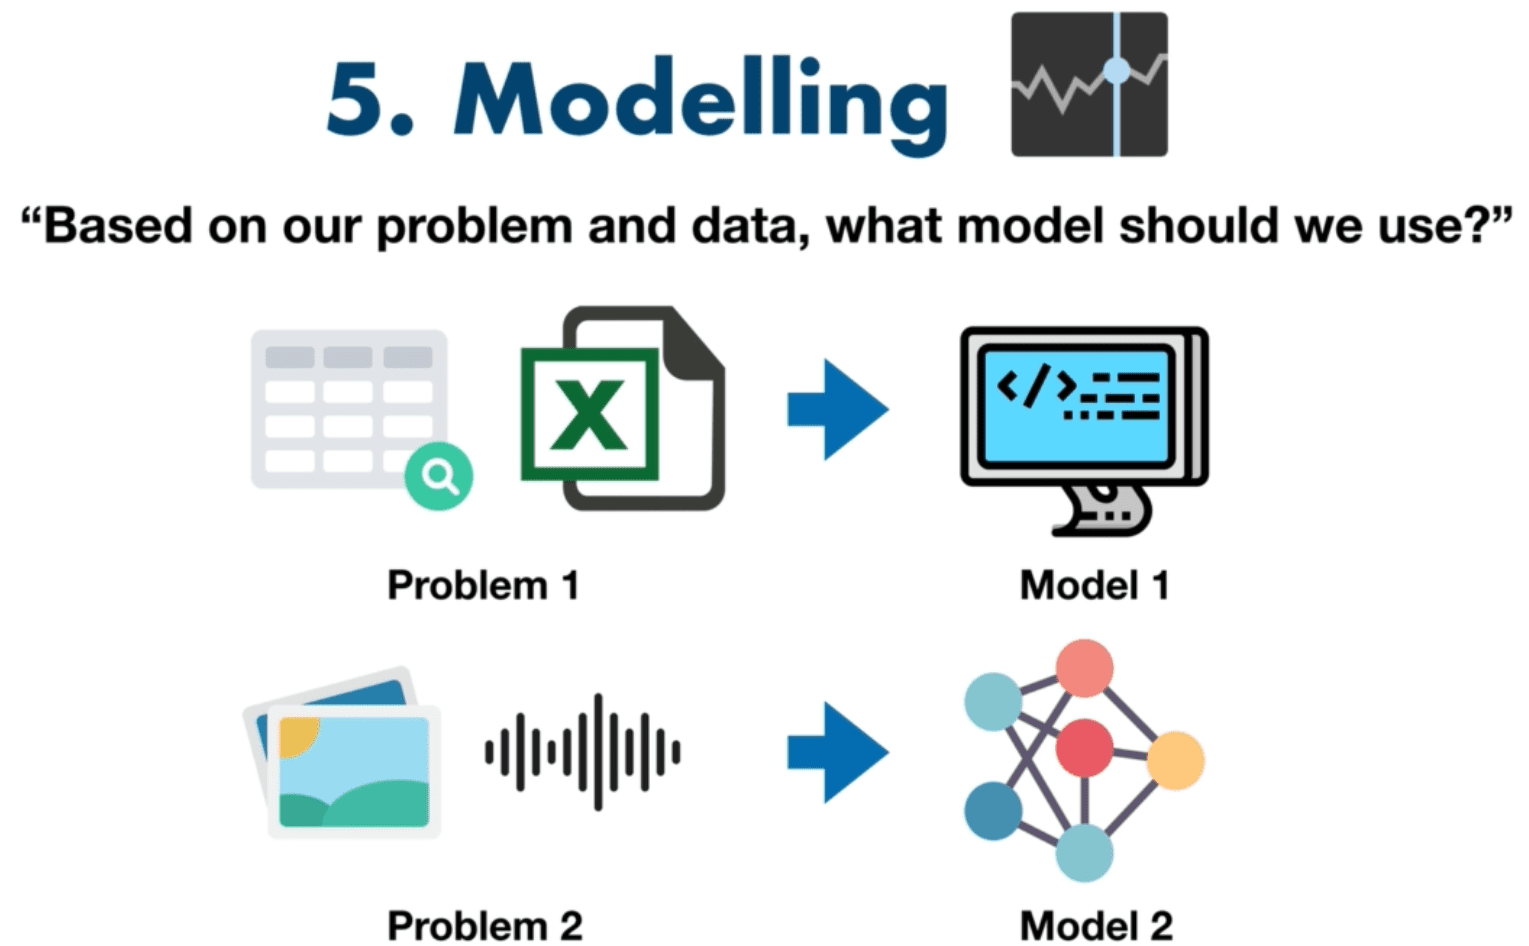 5. Modelling
“Based on our problem and data, what model should we use?”
X
</>
Problem 1
Model 1
Problem 2
Model 2